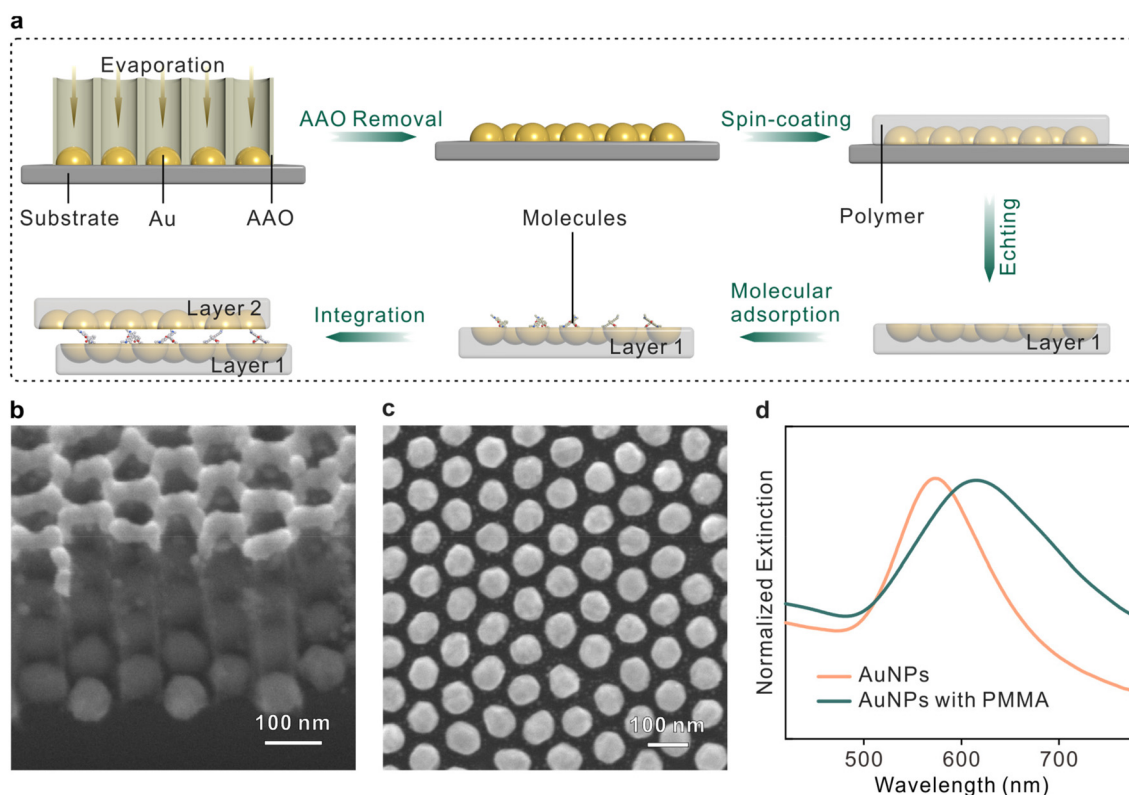 a
Evaporation
AAO Removal
Spin-coating
Substrate
Au
AAO
Molecules
Polymer
Echting
Layer 2
Layer 1
Integration
Layer 1
Molecular
adsorption
Layer 1
b
100 nm
c
100 nm
d
Normalized Extinction
AuNPs
AuNPs with PMMA
500
600
700
Wavelength (nm)